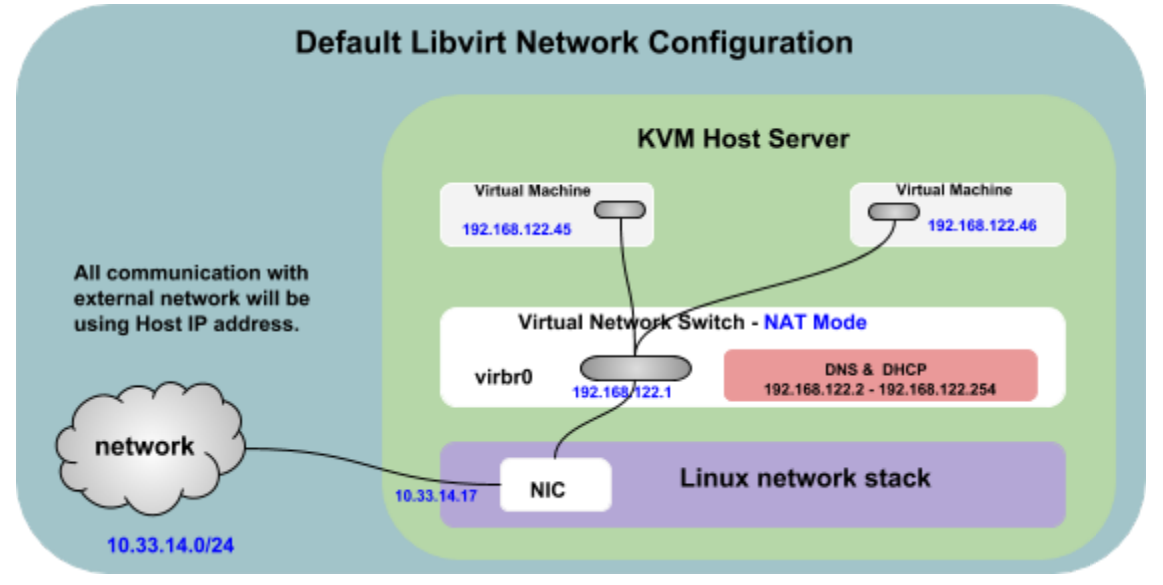 Default Libvirt Network Configuration
KVM Host Server
Virtual Machine
192.168.122.45
Virtual Machine
192.168.122.46
All communication with
external network will be
using Host IP address.
Virtual Network Switch - NAT Mode
virbr0
192.168.122.1
DNS & DHCP
192.168.122.2 - 192.168.122.254
network
10.33.14.0/24
10.33.14.17
NIC
Linux network stack